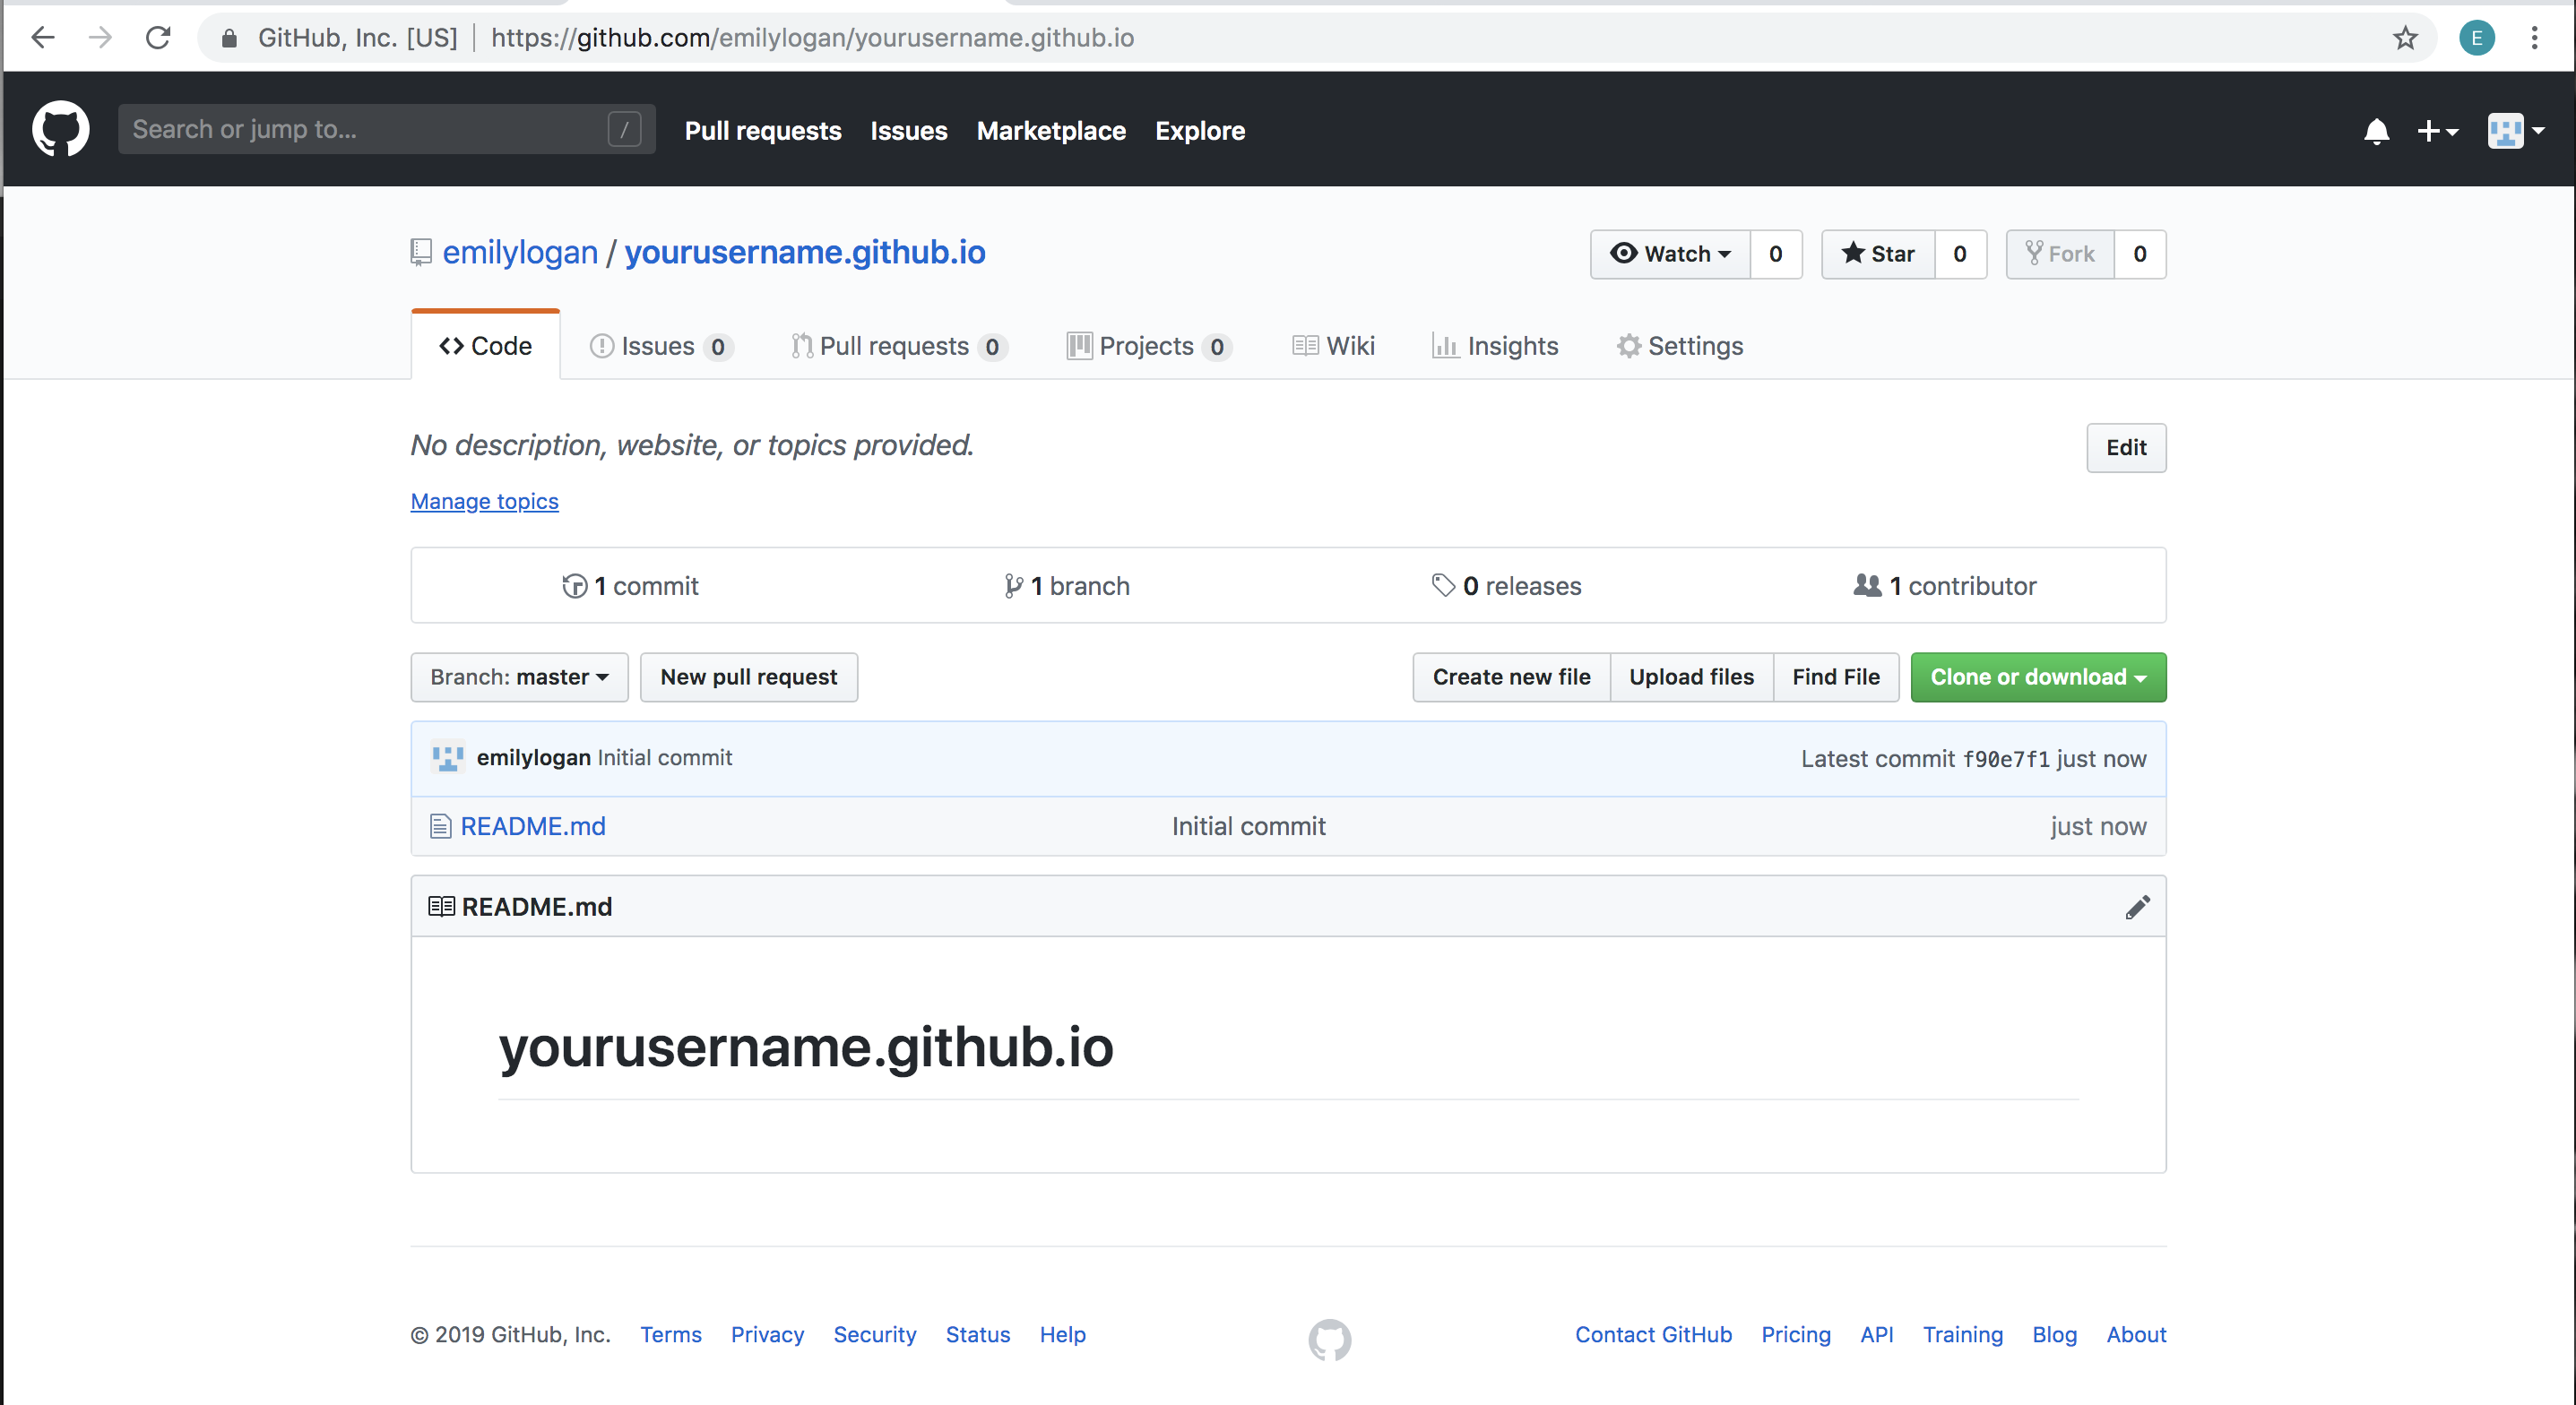 GitHub, Inc. [US] | https://github.com/emilylogan/yourusername.github.io
E
Search or jump to... /
Pull requests Issues Marketplace Explore
emilylogan / yourusername.github.io
Watch 0 Star 0 Fork 0
Code Issues 0 Pull requests 0 Projects 0 Wiki Insights Settings
No description, website, or topics provided.
Edit
Manage topics
1 commit 1 branch 0 releases 1 contributor
Branch: master New pull request Create new file Upload files Find File Clone or download
emilylogan Initial commit Latest commit f90e7f1 just now
README.md Initial commit just now
README.md
yourusername.github.io
© 2019 GitHub, Inc. Terms Privacy Security Status Help Contact GitHub Pricing API Training Blog About